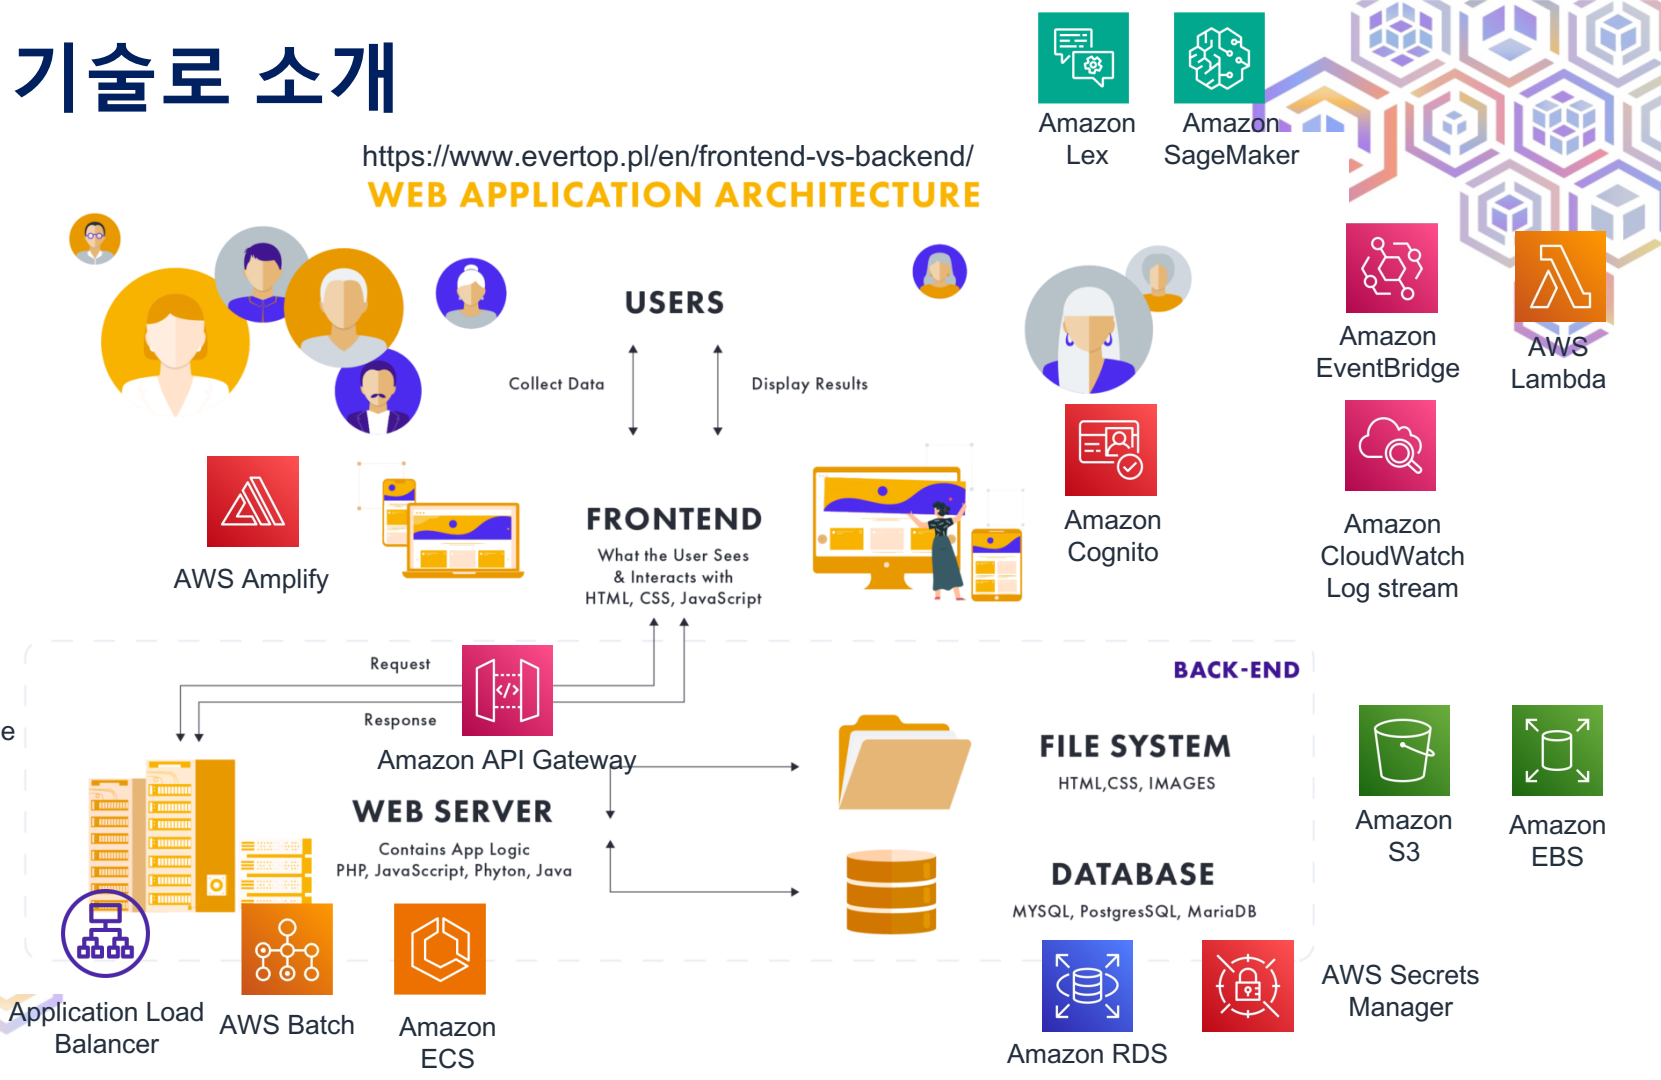 기술로 소개
https://www.evertop.pl/en/frontend-vs-backend/
WEB APPLICATION ARCHITECTURE
Amazon
Lex
Amazon
SageMaker
USERS
Collect Data
Display Results
Amazon
EventBridge
AWS
Lambda
AWS Amplify
FRONTEND
What the User Sees
& Interacts with
HTML, CSS, JavaScript
Amazon
Cognito
Amazon
CloudWatch
Log stream
Request
Response
Amazon API Gateway
BACK-END
e
WEB SERVER
Contains App Logic
PHP, JavaSccript, Phyton, Java
FILE SYSTEM
HTML,CSS, IMAGES
Amazon
S3
Amazon
EBS
DATABASE
MYSQL, PostgresSQL, MariaDB
Application Load
Balancer
AWS Batch
Amazon
ECS
Amazon RDS
AWS Secrets
Manager